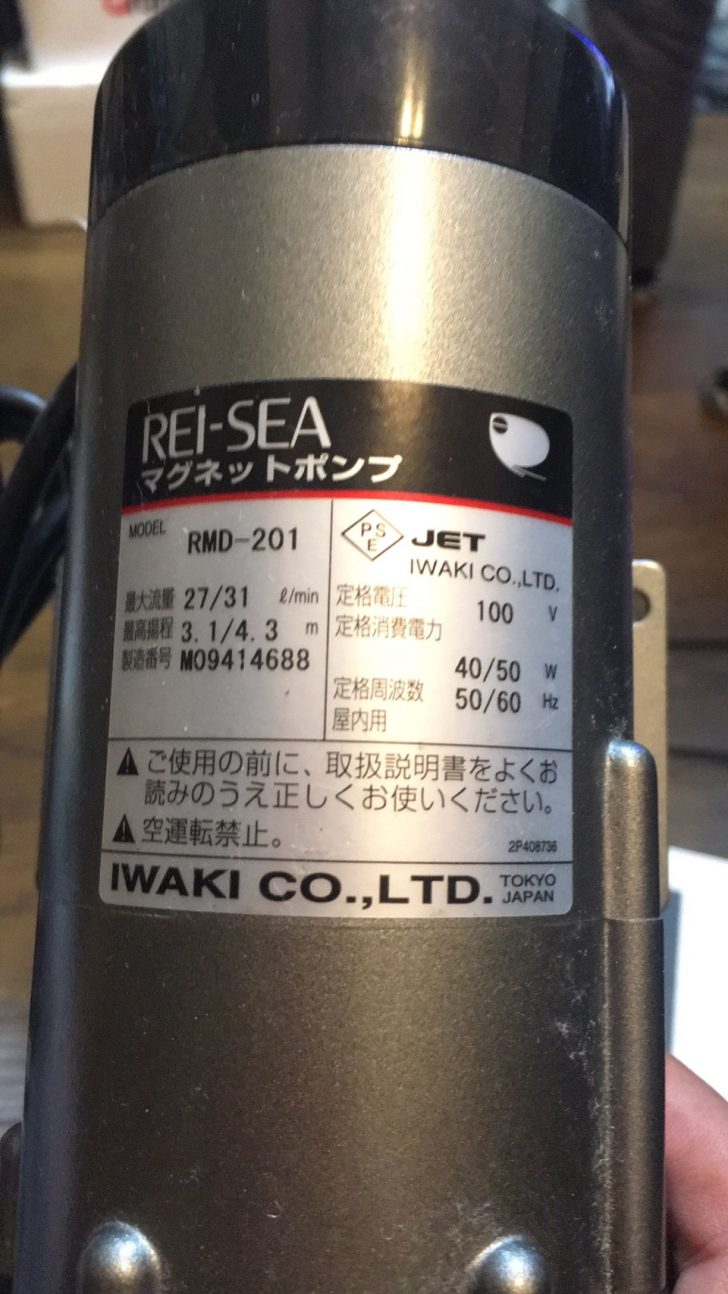 REI-SEA
マグネットポンプ
MODEL RMD-201
最大流量 27/31 ℓ/min
最高揚程 3.1/4.3 m
製造番号 M09414688
PSE JET
IWAKI CO.,LTD.
定格電圧 100 V
定格消費電力
40/50 W
定格周波数 50/60 Hz
屋内用
ご使用の前に、取扱説明書をよくお
読みのうえ正しくお使いください。
空運転禁止。
2P408736
IWAKI CO.,LTD. TOKYO
JAPAN